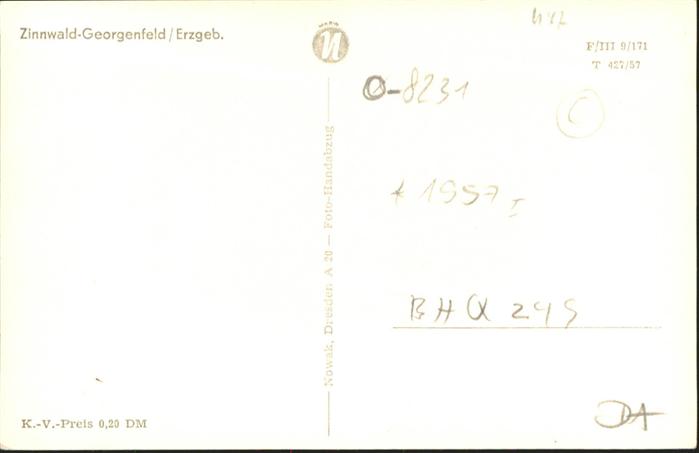 Zinnwald-Georgenfeld/Erzgeb.
F/III 9/171
T 427/57
O-8231
BHQ 249
Nowak, Dresden A 20 — Foto-Handabzug
K.-V.-Preis 0,20 DM
DA